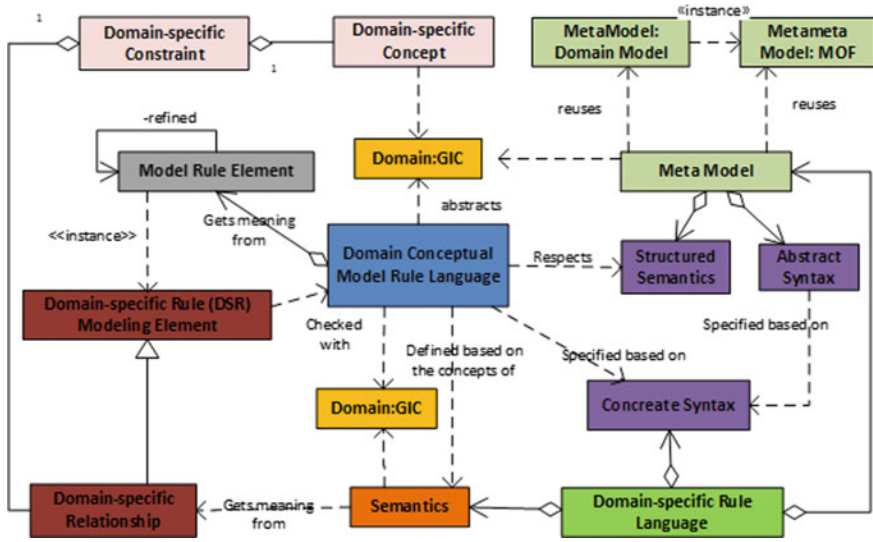 1
Domain-specific
Constraint
1
Domain-specific
Concept
«instance»
MetaModel:
Domain Model
Metameta
Model: MOF
reuses
reuses
-refined
Model Rule Element
Domain:GIC
Meta Model
abstracts
Gets meaning
from
<<instance>>
Domain Conceptual
Model Rule Language
Respects
Structured
Semantics
Abstract
Syntax
Domain-specific Rule (DSR)
Modeling Element
Checked
with
Defined based on
the concepts of
Specified based on
Specified based on
Domain:GIC
Concreate Syntax
Domain-specific
Relationship
Gets meaning
from
Semantics
Domain-specific Rule
Language